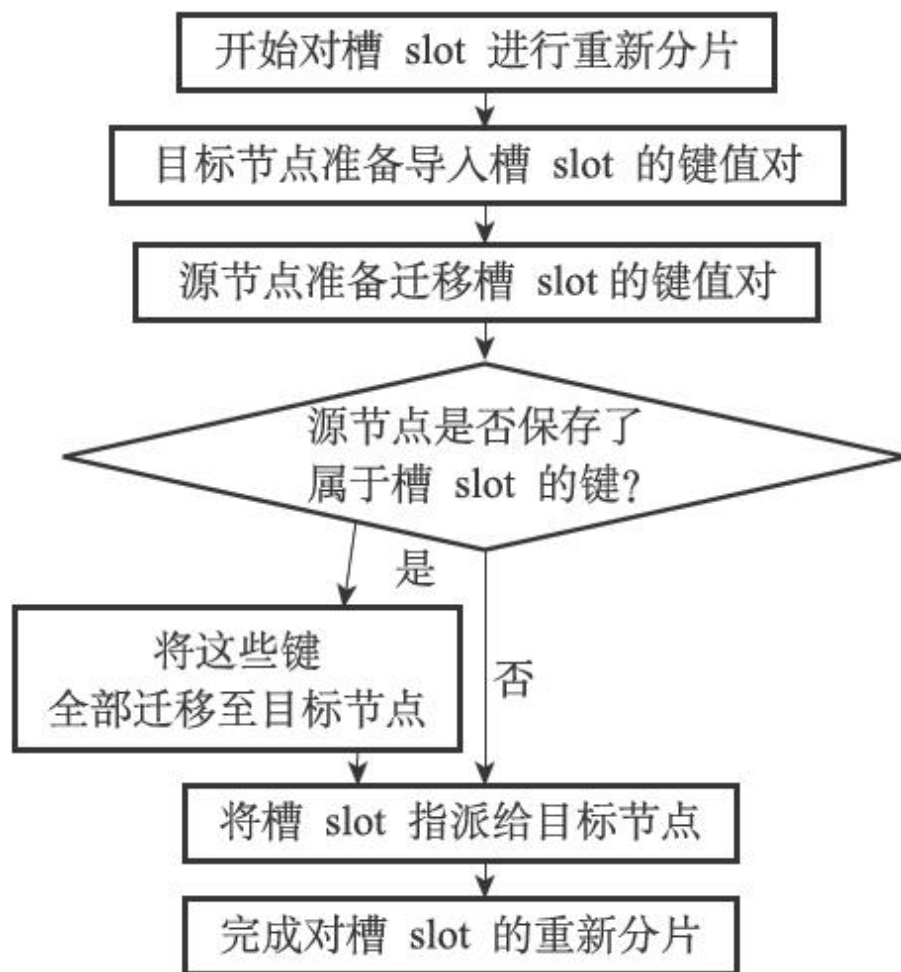 开始对槽 slot 进行重新分片
目标节点准备导入槽 slot 的键值对
源节点准备迁移槽 slot 的键值对
源节点是否保存了
属于槽 slot 的键?
是
将这些键
全部迁移至目标节点
否
将槽 slot 指派给目标节点
完成对槽 slot 的重新分片